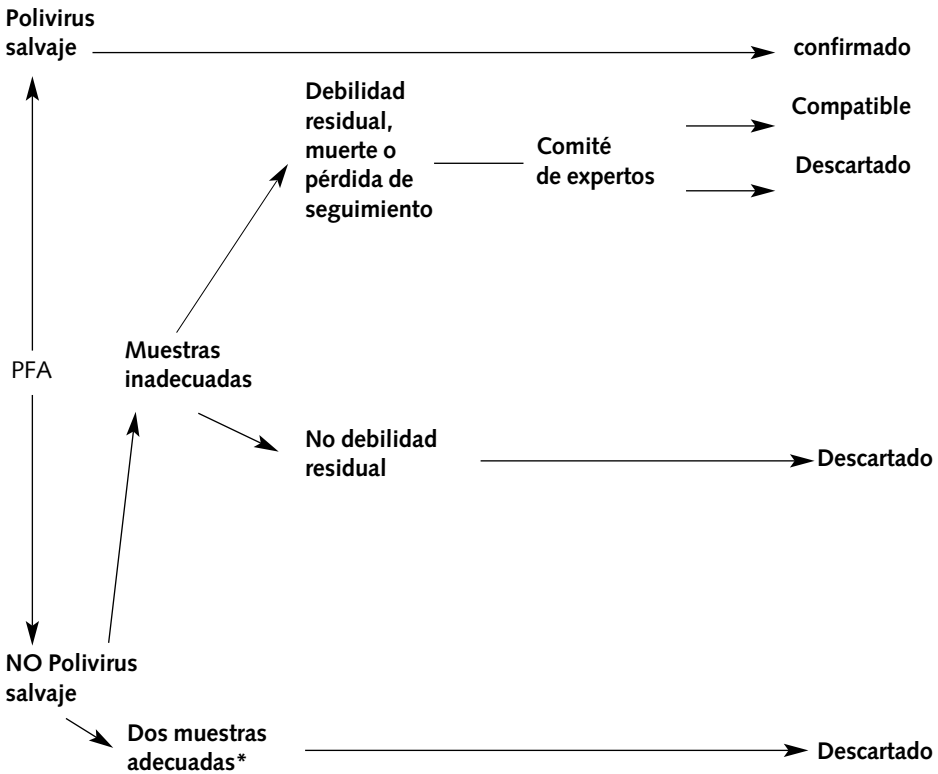 Polivirus
salvaje
confirmado
Debilidad
residual,
muerte o
pérdida de
seguimiento
Comité
de expertos
Compatible
Descartado
PFA
Muestras
inadecuadas
No debilidad
residual
Descartado
NO Polivirus
salvaje
Dos muestras
adecuadas*
Descartado